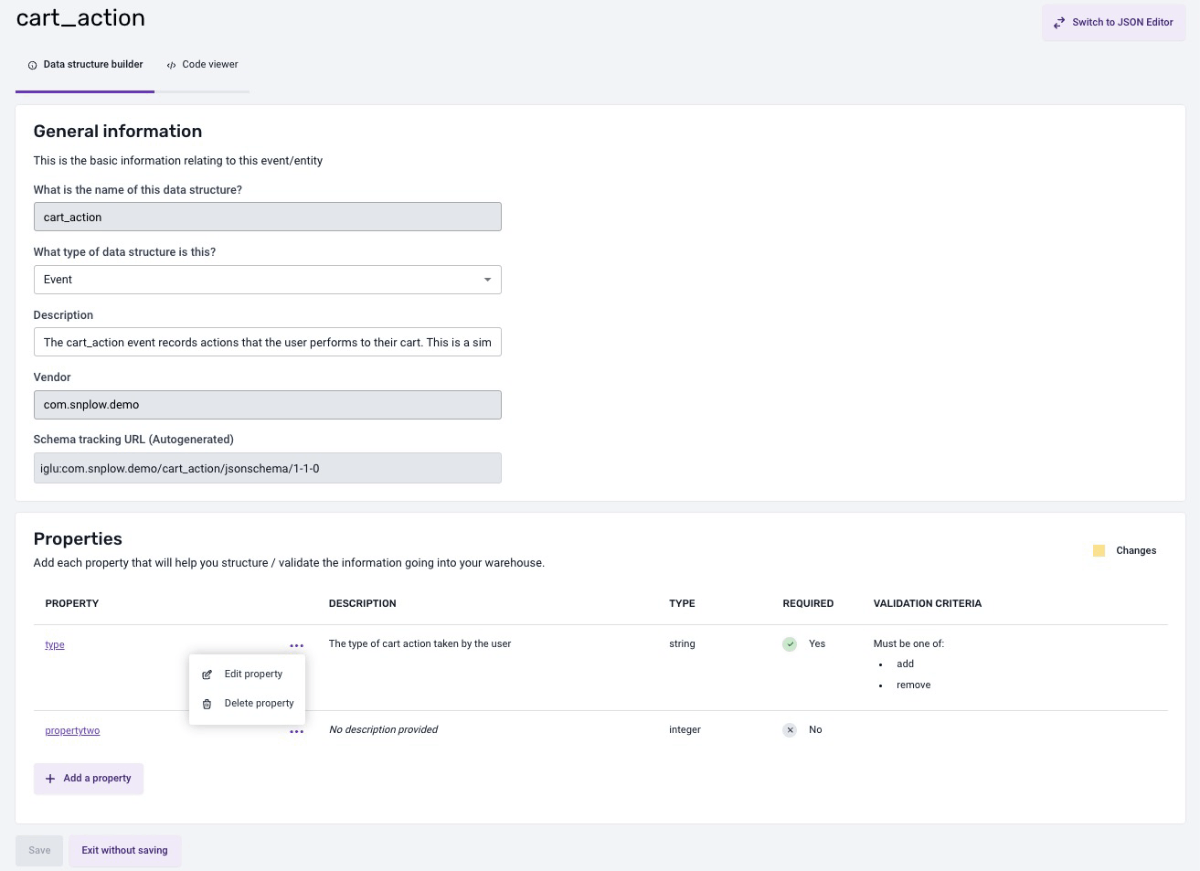 cart_action
Switch to JSON Editor
Data structure builder
Code viewer
General information
This is the basic information relating to this event/entity
What is the name of this data structure?
cart_action
What type of data structure is this?
Event
Description
The cart_action event records actions that the user performs to their cart. This is a sim
Vendor
com.snplow.demo
Schema tracking URL (Autogenerated)
iglu:com.snplow.demo/cart_action/jsonschema/1-1-0
Properties
Add each property that will help you structure / validate the information going into your warehouse.
Changes
PROPERTY DESCRIPTION TYPE REQUIRED VALIDATION CRITERIA
type The type of cart action taken by the user string Yes Must be one of:
• add
• remove
Edit property
Delete property
propertytwo No description provided integer No
+ Add a property
Save
Exit without saving